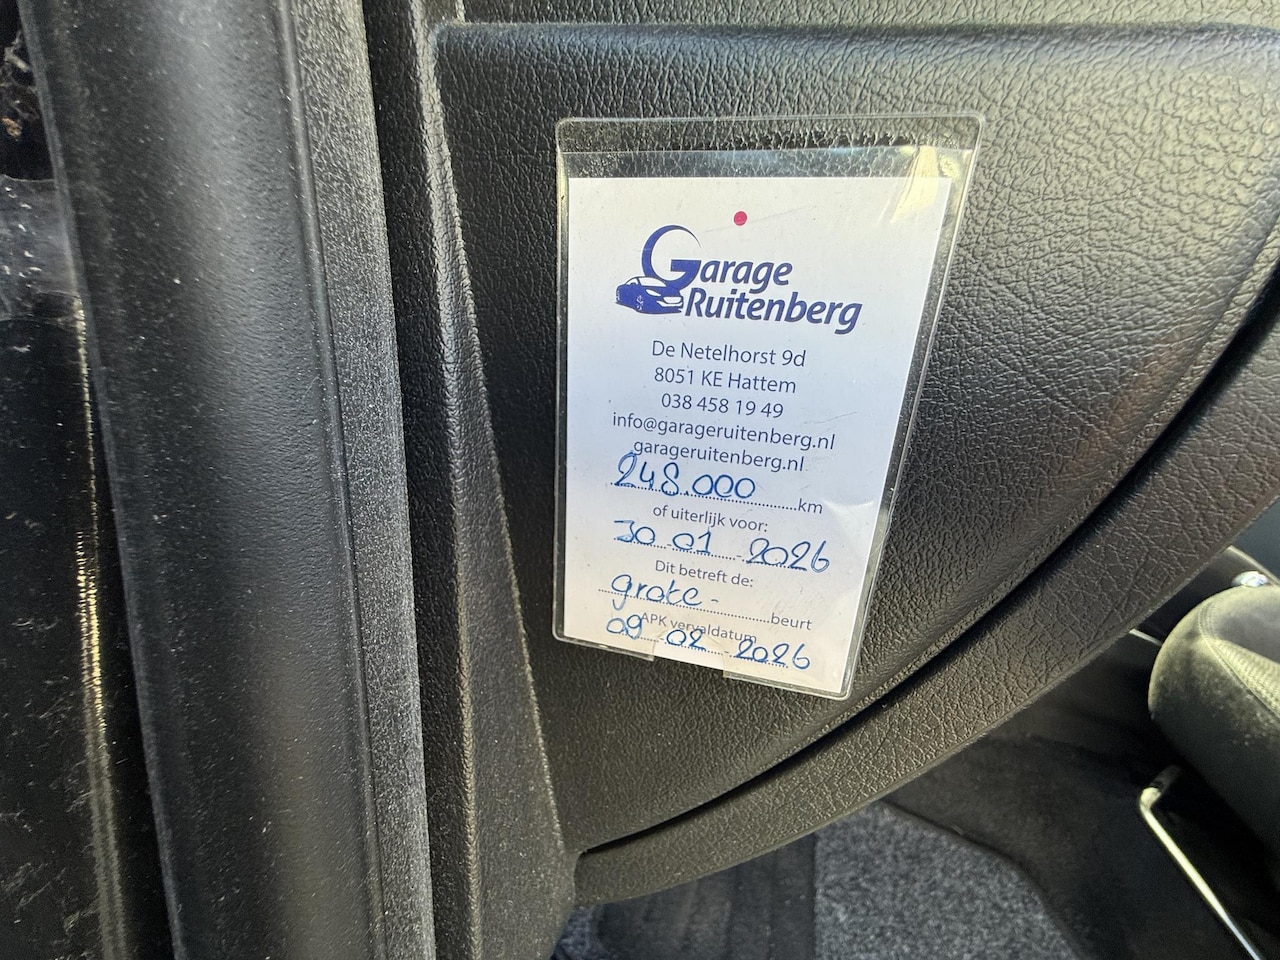 Garage
Ruitenberg
De Netelhorst 9d
8051 KE Hattem
038 458 19 49
info@garageruitenberg.nl
garageruitenberg.nl
248.000 km
of uiterlijk voor:
30 01 - 2026
Dit betreft de:
grote - beurt
APK vervaldatum
09 - 02 - 2026